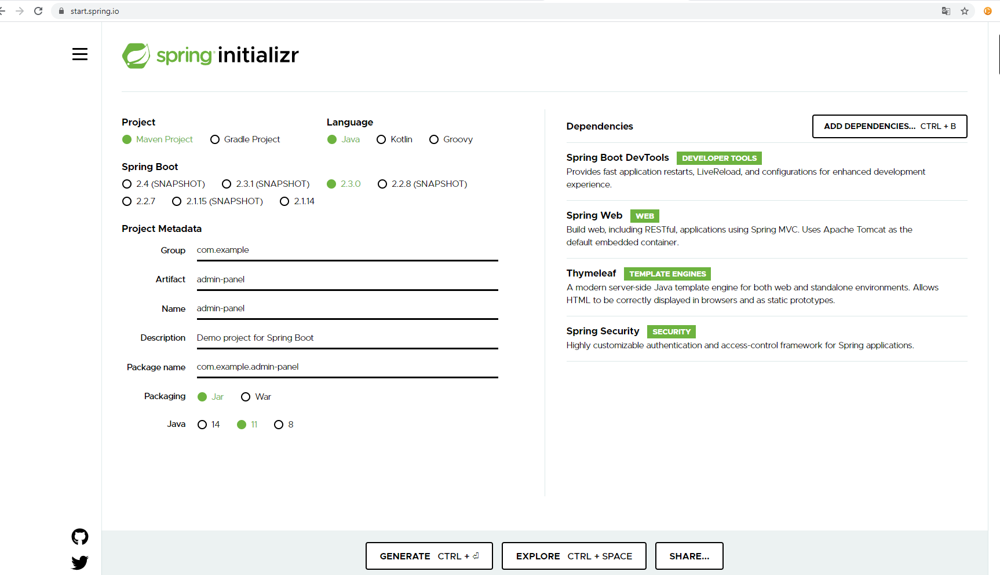 start.spring.io
spring initializr
Project
Maven Project Gradle Project
Language
Java Kotlin Groovy
Spring Boot
2.4 (SNAPSHOT) 2.3.1 (SNAPSHOT) 2.3.0 2.2.8 (SNAPSHOT)
2.2.7 2.1.15 (SNAPSHOT) 2.1.14
Project Metadata
Group com.example
Artifact admin-panel
Name admin-panel
Description Demo project for Spring Boot
Package name com.example.admin-panel
Packaging Jar War
Java 14 11 8
Dependencies
ADD DEPENDENCIES... CTRL + B
Spring Boot DevTools DEVELOPER TOOLS
Provides fast application restarts, LiveReload, and configurations for enhanced development
experience.
Spring Web WEB
Build web, including RESTful, applications using Spring MVC. Uses Apache Tomcat as the
default embedded container.
Thymeleaf TEMPLATE ENGINES
A modern server-side Java template engine for both web and standalone environments. Allows
HTML to be correctly displayed in browsers and as static prototypes.
Spring Security SECURITY
Highly customizable authentication and access-control framework for Spring applications.
GENERATE CTRL + ⏎
EXPLORE CTRL + SPACE
SHARE...